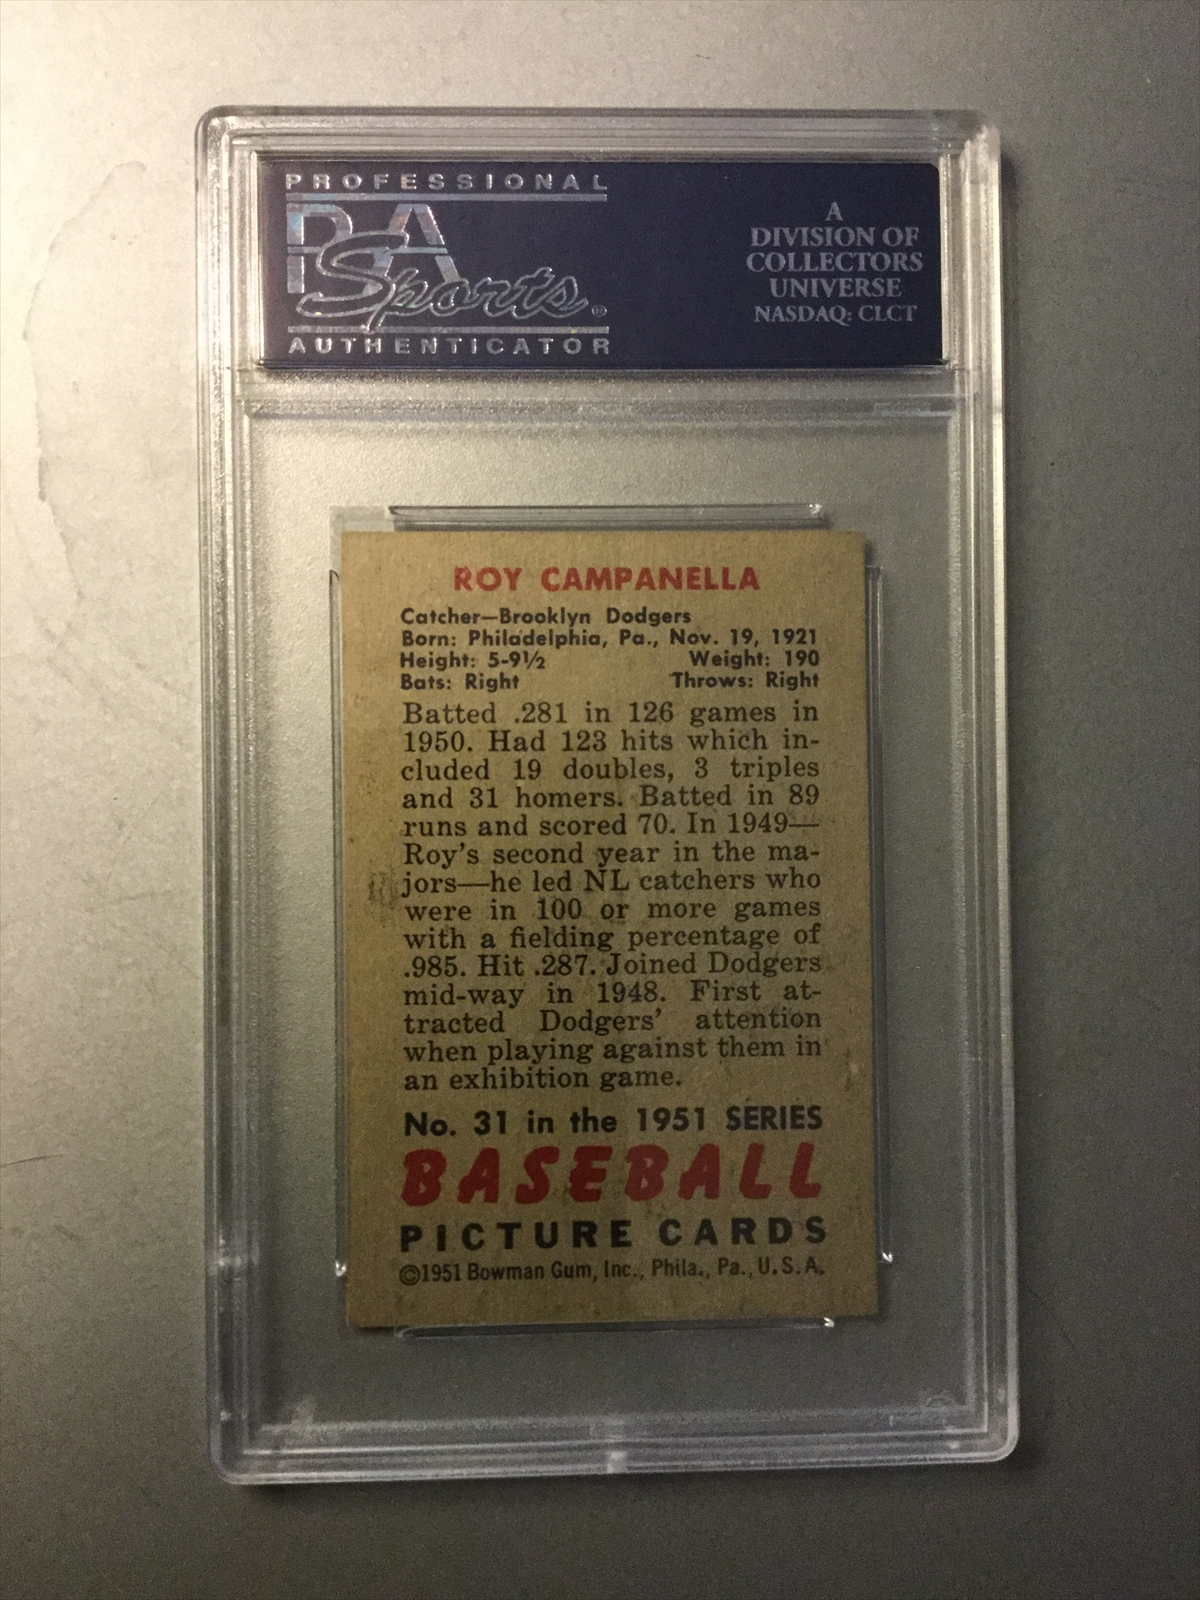 PROFESSIONAL
PSA
Sports®
AUTHENTICATOR
A
DIVISION OF
COLLECTORS
UNIVERSE
NASDAQ: CLCT
ROY CAMPANELLA
Catcher—Brooklyn Dodgers
Born: Philadelphia, Pa., Nov. 19, 1921
Height: 5-9½ Weight: 190
Bats: Right Throws: Right
Batted .281 in 126 games in
1950. Had 123 hits which in-
cluded 19 doubles, 3 triples
and 31 homers. Batted in 89
runs and scored 70. In 1949—
Roy's second year in the ma-
jors—he led NL catchers who
were in 100 or more games
with a fielding percentage of
.985. Hit .287. Joined Dodgers
mid-way in 1948. First at-
tracted Dodgers' attention
when playing against them in
an exhibition game.
No. 31 in the 1951 SERIES
BASEBALL
PICTURE CARDS
©1951 Bowman Gum, Inc., Phila., Pa., U.S.A.